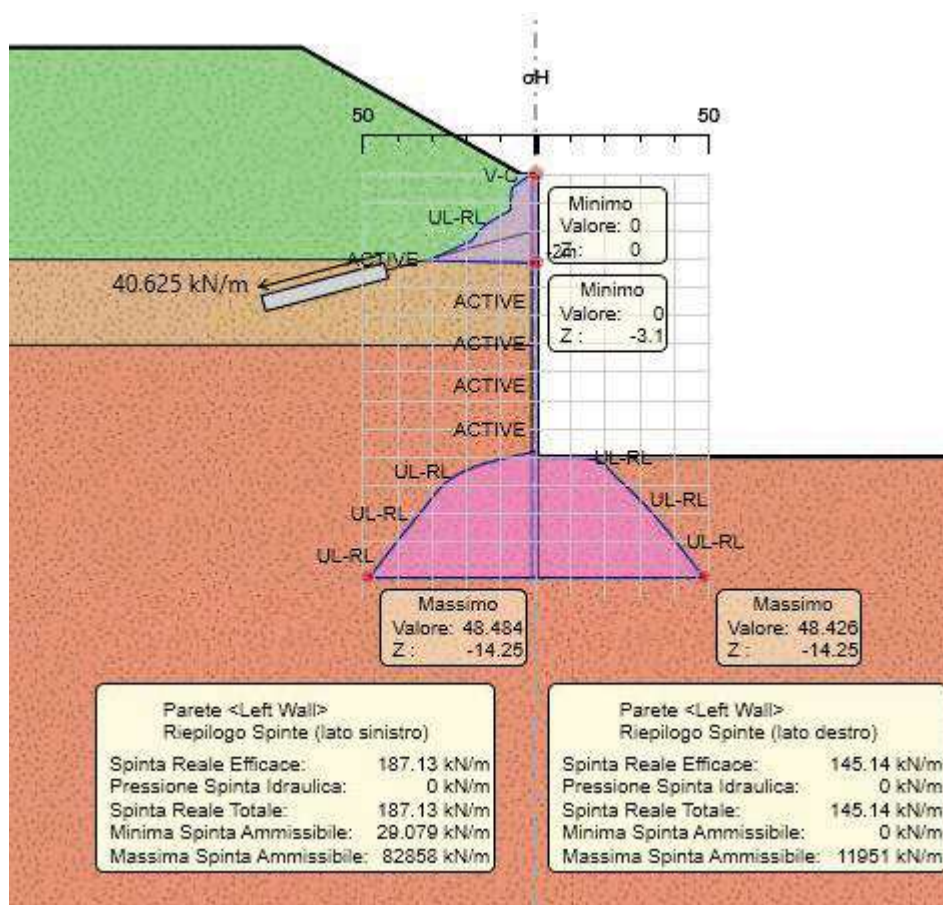 σH
50
50
V-C
UL-RL
ACTIVE
40.625 kN/m
Minimo
Valore: 0
Z : 0
Minimo
Valore: 0
Z : -3.1
ACTIVE
ACTIVE
ACTIVE
ACTIVE
UL-RL
UL-RL
UL-RL
UL-RL
UL-RL
UL-RL
Massimo
Valore: 48.484
Z : -14.25
Massimo
Valore: 48.426
Z : -14.25
Parete <Left Wall>
Riepilogo Spinte (lato sinistro)
Spinta Reale Efficace: 187.13 kN/m
Pressione Spinta Idraulica: 0 kN/m
Spinta Reale Totale: 187.13 kN/m
Minima Spinta Ammissibile: 29.079 kN/m
Massima Spinta Ammissibile: 82858 kN/m
Parete <Left Wall>
Riepilogo Spinte (lato destro)
Spinta Reale Efficace: 145.14 kN/m
Pressione Spinta Idraulica: 0 kN/m
Spinta Reale Totale: 145.14 kN/m
Minima Spinta Ammissibile: 0 kN/m
Massima Spinta Ammissibile: 11951 kN/m